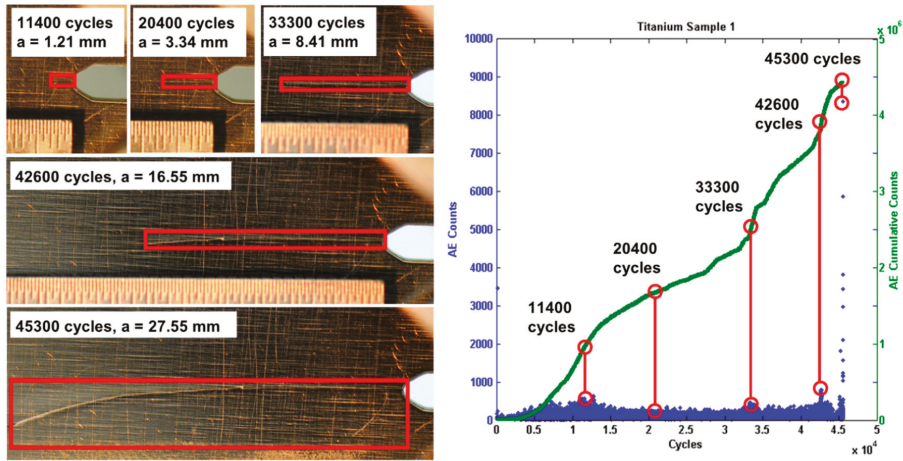 11400 cycles
a = 1.21 mm
20400 cycles
a = 3.34 mm
33300 cycles
a = 8.41 mm
42600 cycles, a = 16.55 mm
45300 cycles, a = 27.55 mm
Titanium Sample 1
x 10⁶
10000
9000
8000
7000
6000
5000
4000
3000
2000
1000
0
AE Counts
5
4
3
2
1
0
AE Cumulative Counts
45300 cycles
42600
cycles
33300
cycles
20400
cycles
11400
cycles
0
0.5
1
1.5
2
2.5
3
3.5
4
4.5
5
Cycles
x 10⁴